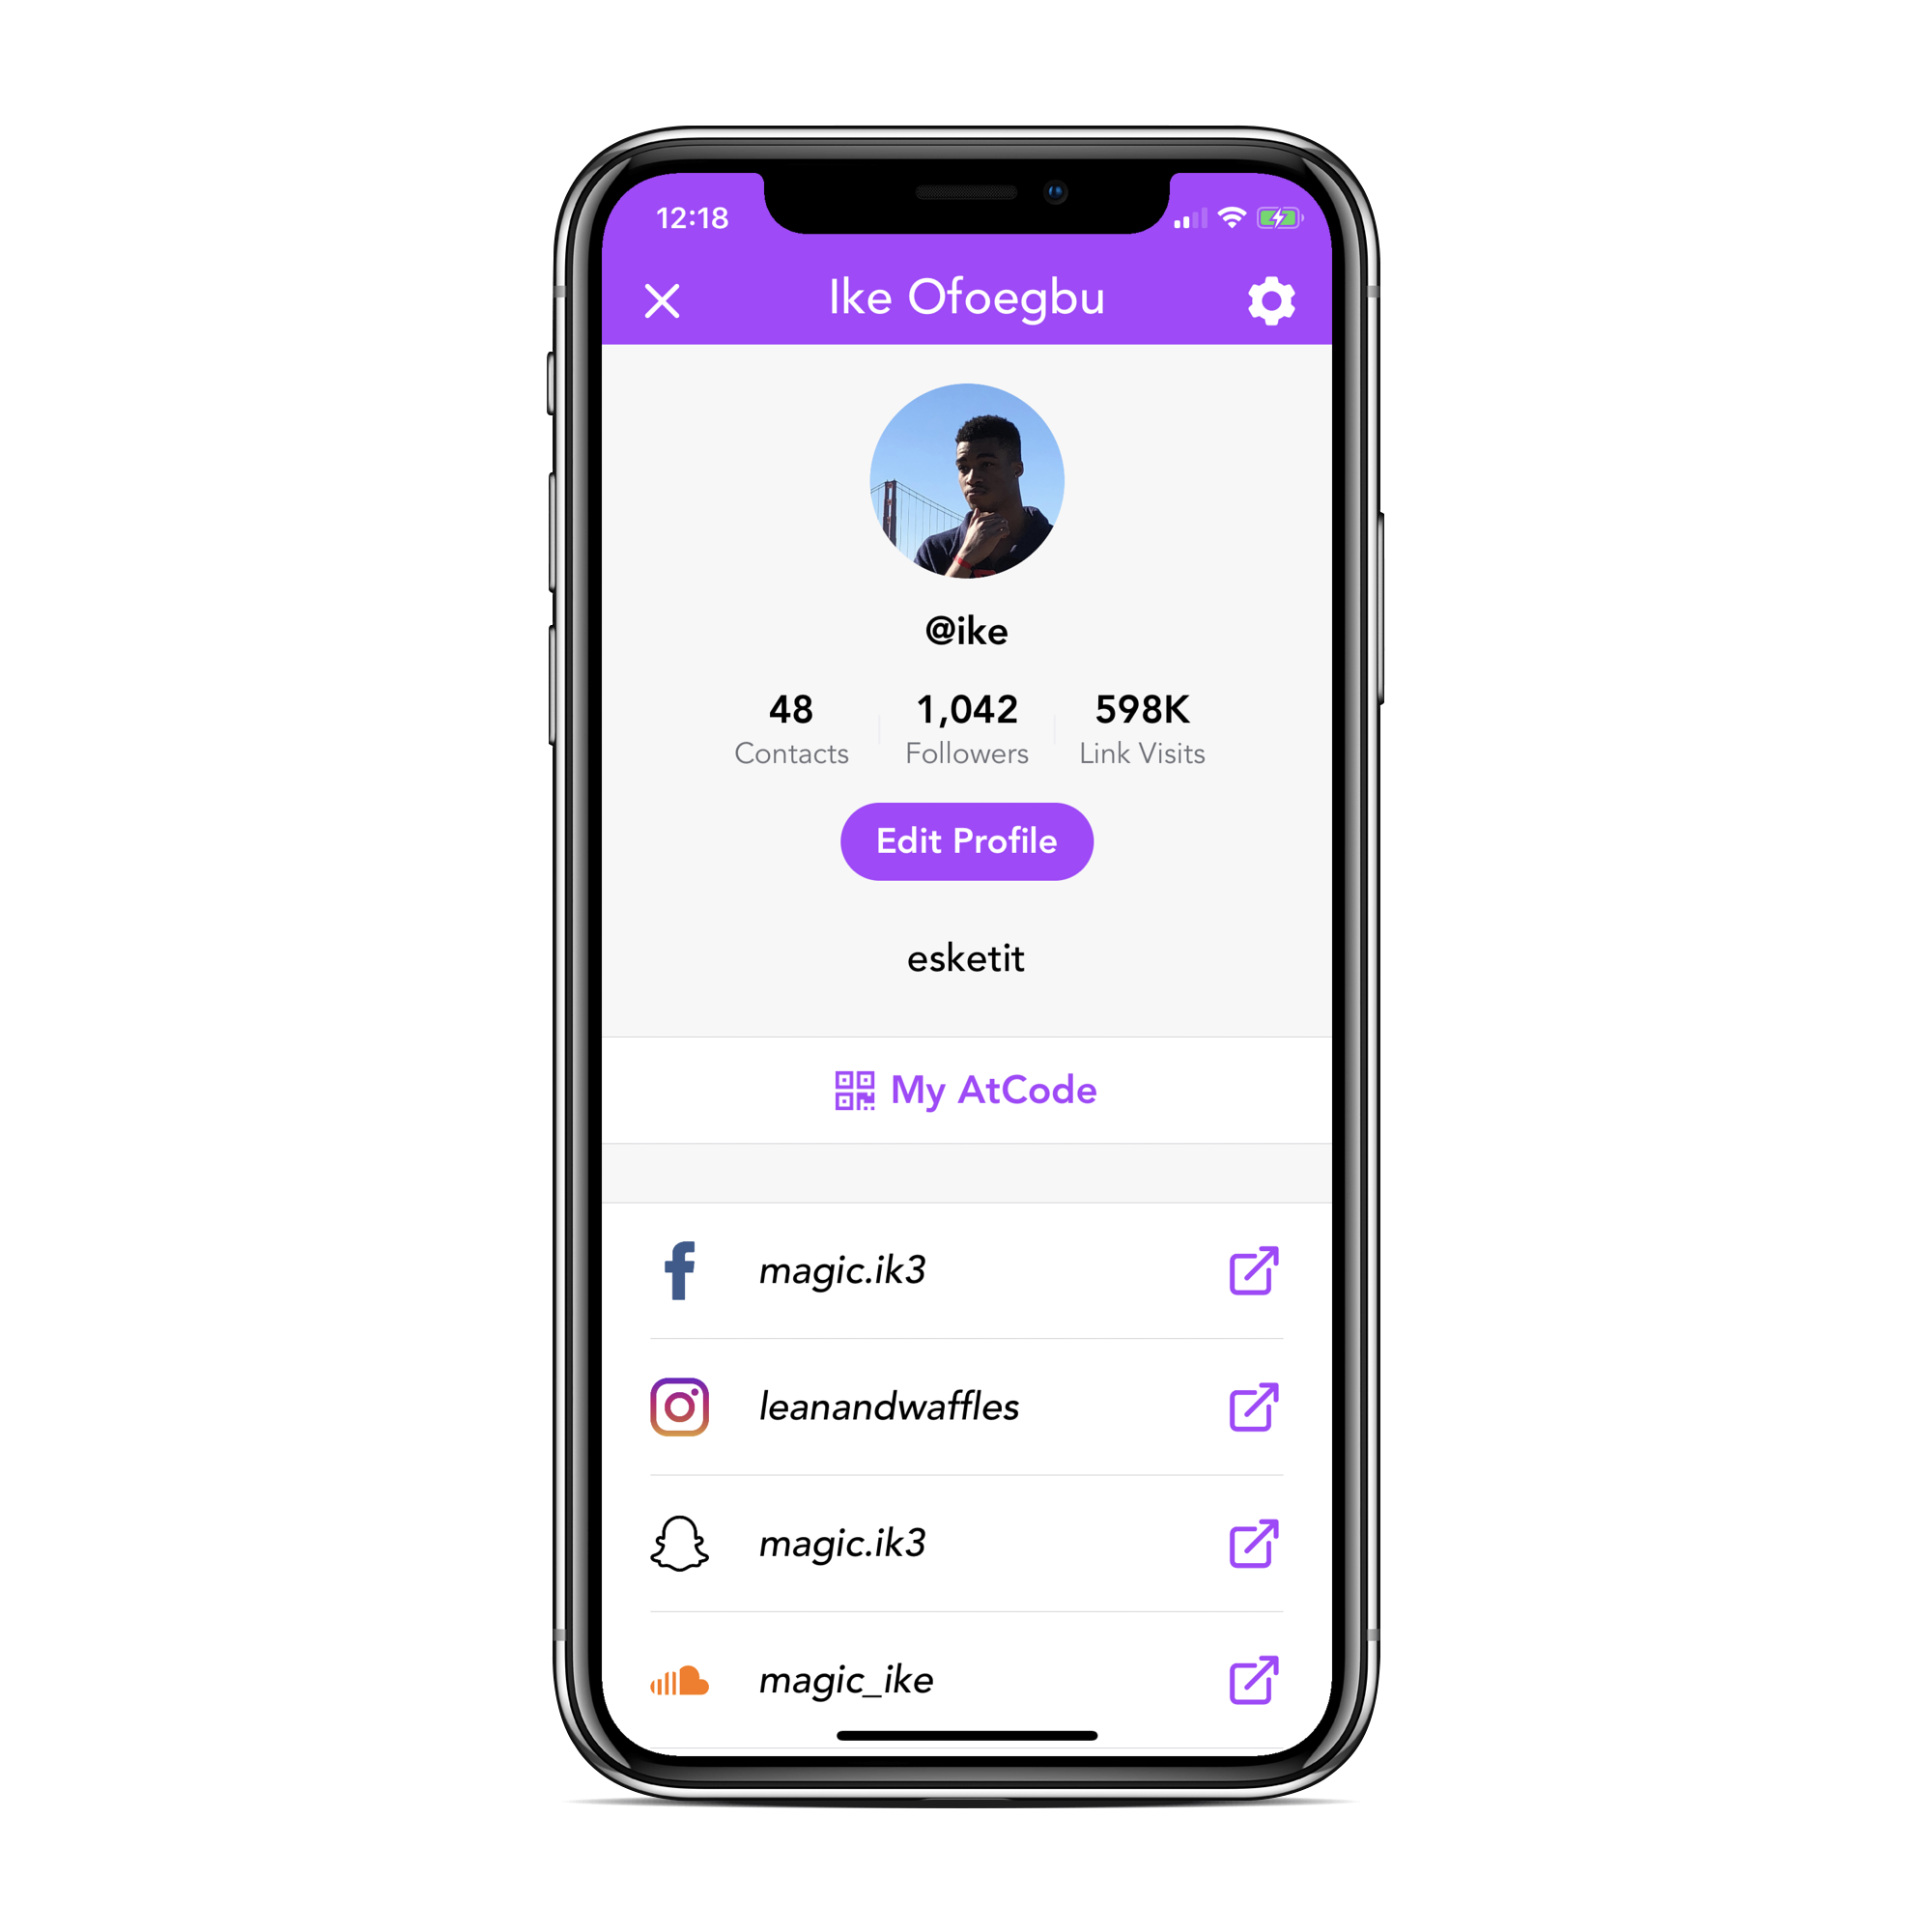 12:18
Ike Ofoegbu
@ike
48 1,042 598K
Contacts Followers Link Visits
Edit Profile
esketit
My AtCode
magic.ik3
leanandwaffles
magic.ik3
magic_ike